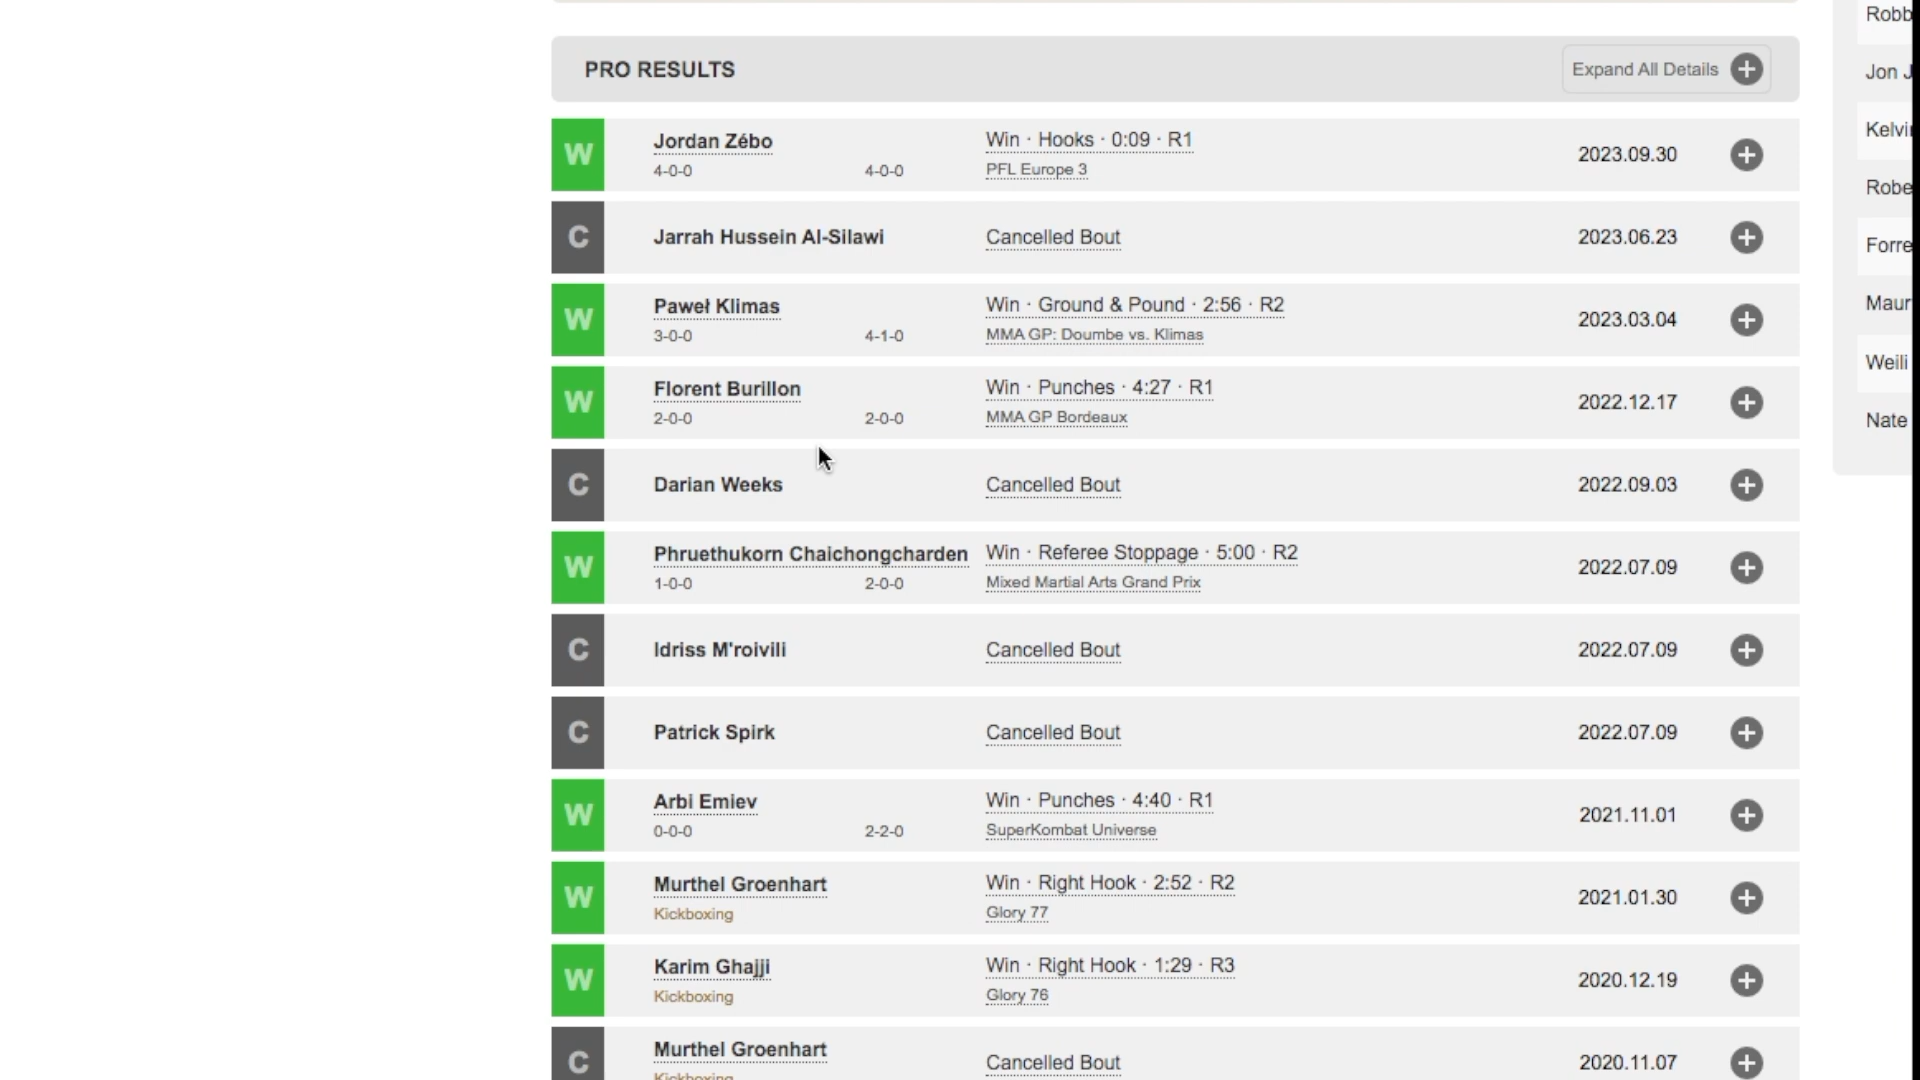 PRO RESULTS
Expand All Details
W
Jordan Zébo
4-0-0 4-0-0
Win · Hooks · 0:09 · R1
PFL Europe 3
2023.09.30
C
Jarrah Hussein Al-Silawi
Cancelled Bout
2023.06.23
W
Paweł Klimas
3-0-0 4-1-0
Win · Ground & Pound · 2:56 · R2
MMA GP: Doumbe vs. Klimas
2023.03.04
W
Florent Burillon
2-0-0 2-0-0
Win · Punches · 4:27 · R1
MMA GP Bordeaux
2022.12.17
C
Darian Weeks
Cancelled Bout
2022.09.03
W
Phruethukorn Chaichongcharden
1-0-0 2-0-0
Win · Referee Stoppage · 5:00 · R2
Mixed Martial Arts Grand Prix
2022.07.09
C
Idriss M'roivili
Cancelled Bout
2022.07.09
C
Patrick Spirk
Cancelled Bout
2022.07.09
W
Arbi Emiev
0-0-0 2-2-0
Win · Punches · 4:40 · R1
SuperKombat Universe
2021.11.01
W
Murthel Groenhart
Kickboxing
Win · Right Hook · 2:52 · R2
Glory 77
2021.01.30
W
Karim Ghajji
Kickboxing
Win · Right Hook · 1:29 · R3
Glory 76
2020.12.19
C
Murthel Groenhart
Kickboxing
Cancelled Bout
2020.11.07
Robb
Jon J
Kelvi
Robe
Forre
Maur
Weili
Nate